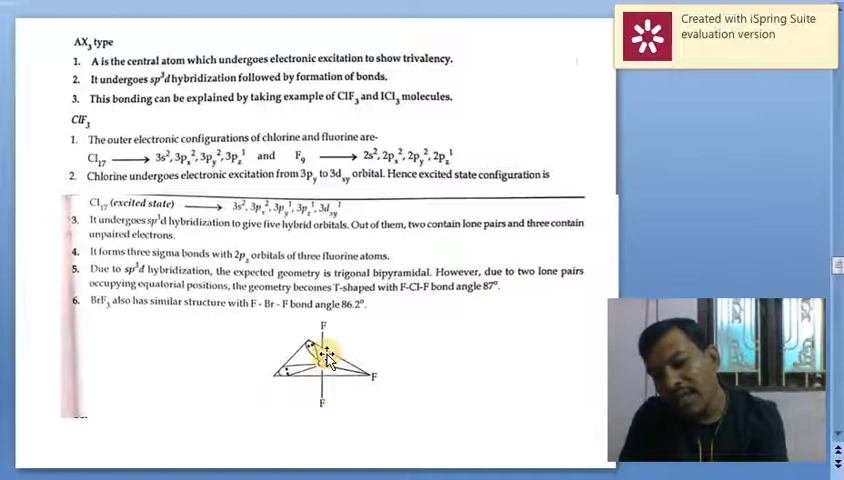 Created with iSpring Suite
evaluation version
AX3 type
1. A is the central atom which undergoes electronic excitation to show trivalency.
2. It undergoes sp³d hybridization followed by formation of bonds.
3. This bonding can be explained by taking example of ClF3 and ICl3 molecules.
ClF3
1. The outer electronic configurations of chlorine and fluorine are-
Cl17 ⟶ 3s², 3px², 3py², 3pz¹ and F9 ⟶ 2s², 2px², 2py², 2pz¹
2. Chlorine undergoes electronic excitation from 3py to 3dxy orbital. Hence excited state configuration is
Cl17 (excited state) ⟶ 3s², 3px², 3py¹, 3pz¹, 3dxy¹
3. It undergoes sp³d hybridization to give five hybrid orbitals. Out of them, two contain lone pairs and three contain
unpaired electrons.
4. It forms three sigma bonds with 2pz orbitals of three fluorine atoms.
5. Due to sp³d hybridization, the expected geometry is trigonal bipyramidal. However, due to two lone pairs
occupying equatorial positions, the geometry becomes T-shaped with F-Cl-F bond angle 87°.
6. BrF3 also has similar structure with F - Br - F bond angle 86.2°.
F
F
F